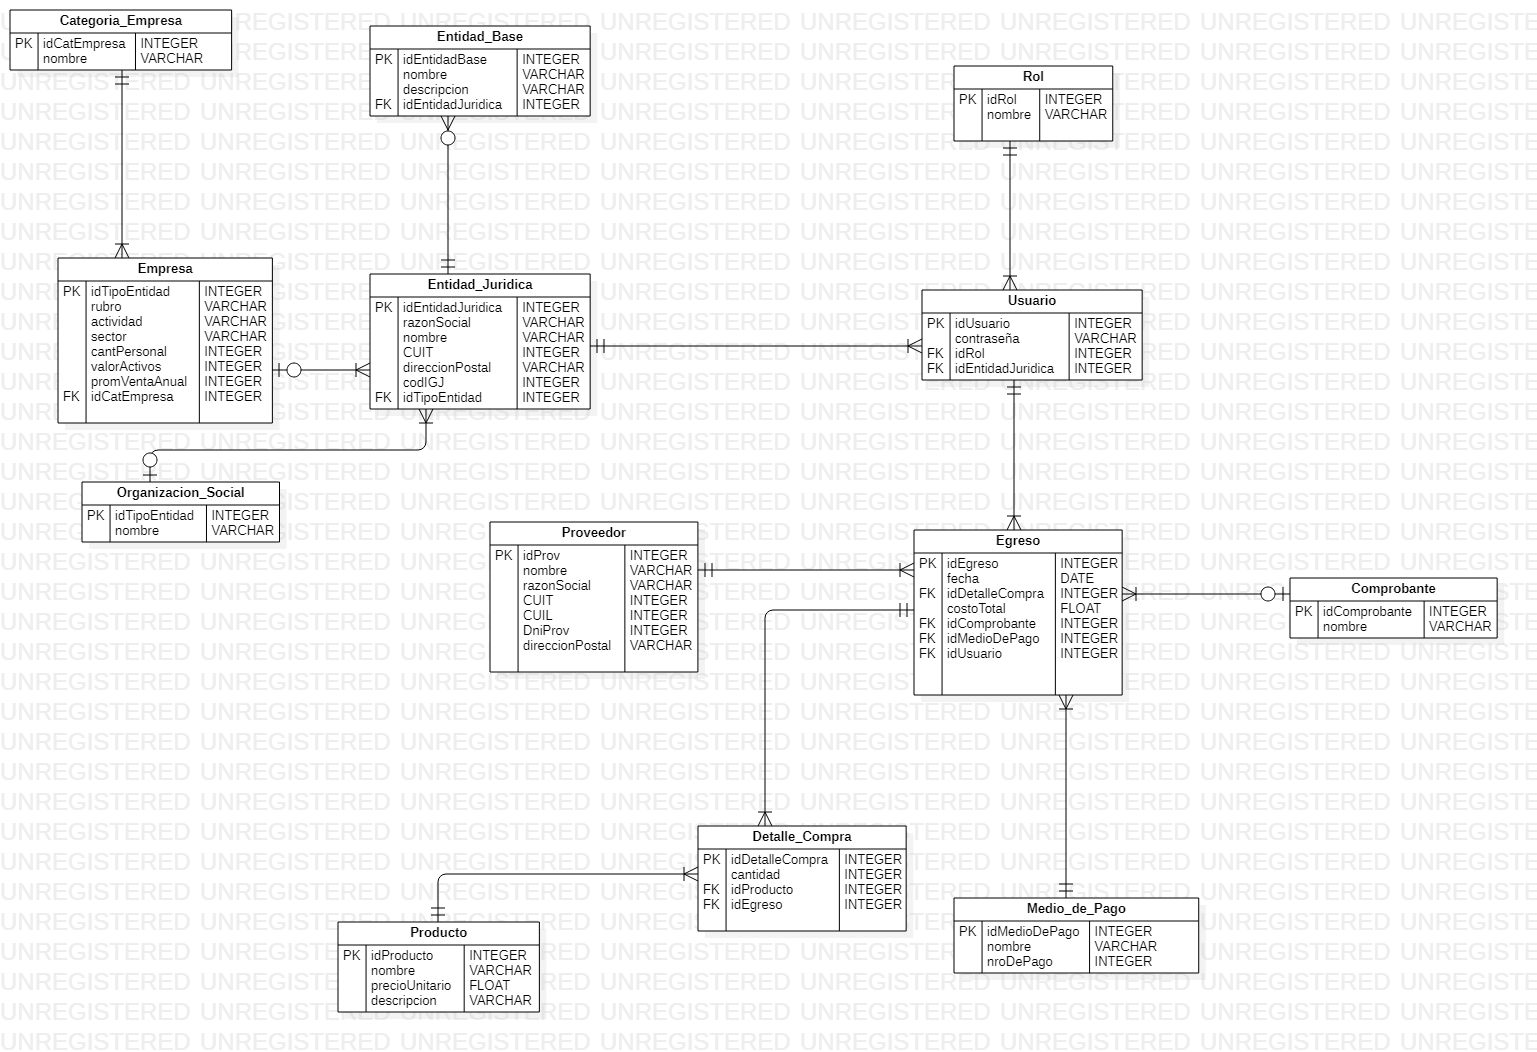 Categoria_Empresa
PK idCatEmpresa INTEGER
nombre VARCHAR
Entidad_Base
PK idEntidadBase INTEGER
nombre VARCHAR
descripcion VARCHAR
FK idEntidadJuridica INTEGER
Rol
PK idRol INTEGER
nombre VARCHAR
Empresa
PK idTipoEntidad INTEGER
rubro VARCHAR
actividad VARCHAR
sector VARCHAR
cantPersonal INTEGER
valorActivos INTEGER
promVentaAnual INTEGER
FK idCatEmpresa INTEGER
Entidad_Juridica
PK idEntidadJuridica INTEGER
razonSocial VARCHAR
nombre VARCHAR
CUIT INTEGER
direccionPostal VARCHAR
codIGJ INTEGER
FK idTipoEntidad INTEGER
Usuario
PK idUsuario INTEGER
contraseña VARCHAR
FK idRol INTEGER
FK idEntidadJuridica INTEGER
Organizacion_Social
PK idTipoEntidad INTEGER
nombre VARCHAR
Proveedor
PK idProv INTEGER
nombre VARCHAR
razonSocial VARCHAR
CUIT INTEGER
CUIL INTEGER
DniProv INTEGER
direccionPostal VARCHAR
Egreso
PK idEgreso INTEGER
fecha DATE
FK idDetalleCompra INTEGER
costoTotal FLOAT
FK idComprobante INTEGER
FK idMedioDePago INTEGER
FK idUsuario INTEGER
Comprobante
PK idComprobante INTEGER
nombre VARCHAR
Detalle_Compra
PK idDetalleCompra INTEGER
cantidad INTEGER
FK idProducto INTEGER
FK idEgreso INTEGER
Producto
PK idProducto INTEGER
nombre VARCHAR
precioUnitario FLOAT
descripcion VARCHAR
Medio_de_Pago
PK idMedioDePago INTEGER
nombre VARCHAR
nroDePago INTEGER
UNREGISTERED